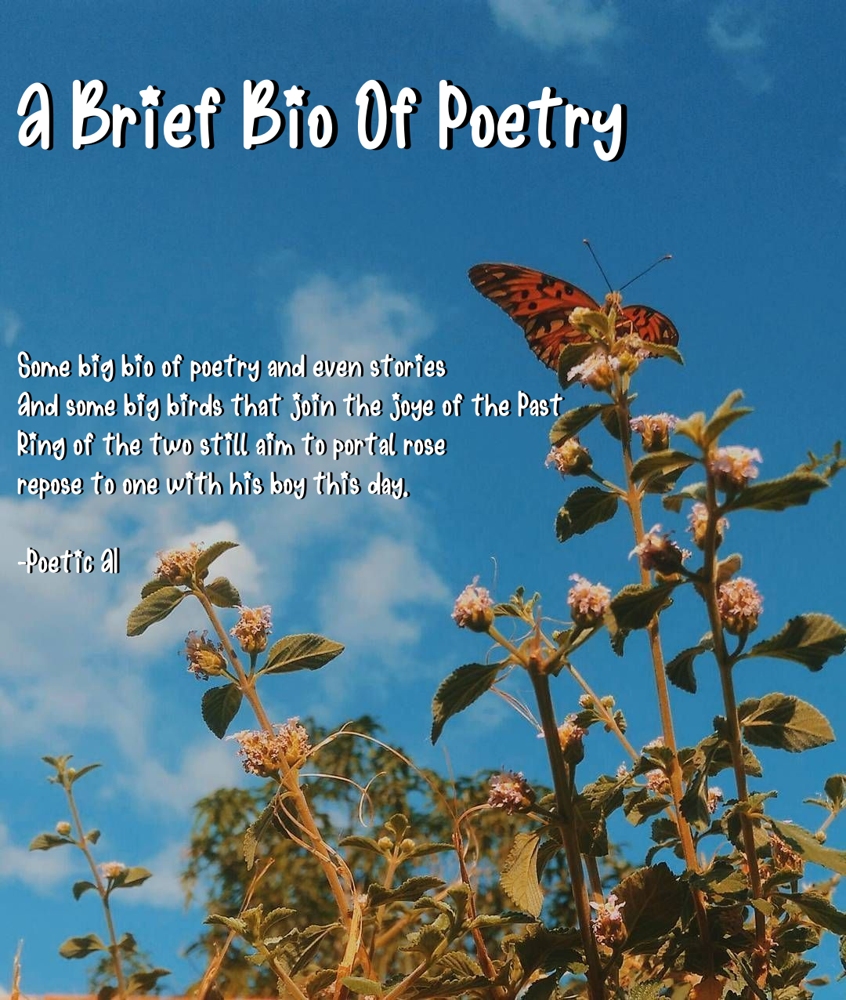 A Brief Bio Of Poetry
Some big bio of poetry and even stories
And some big birds that join the joye of the Past
Ring of the two still aim to portal rose
repose to one with his boy this day.
-Poetic Al